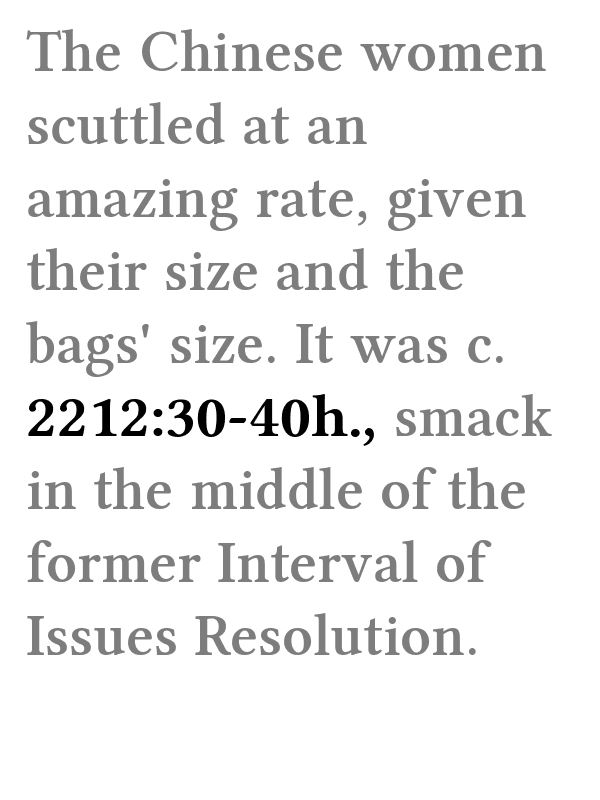 The Chinese women
scuttled at an
amazing rate, given
their size and the
bags' size. It was c.
2212:30-40h., smack
in the middle of the
former Interval of
Issues Resolution.